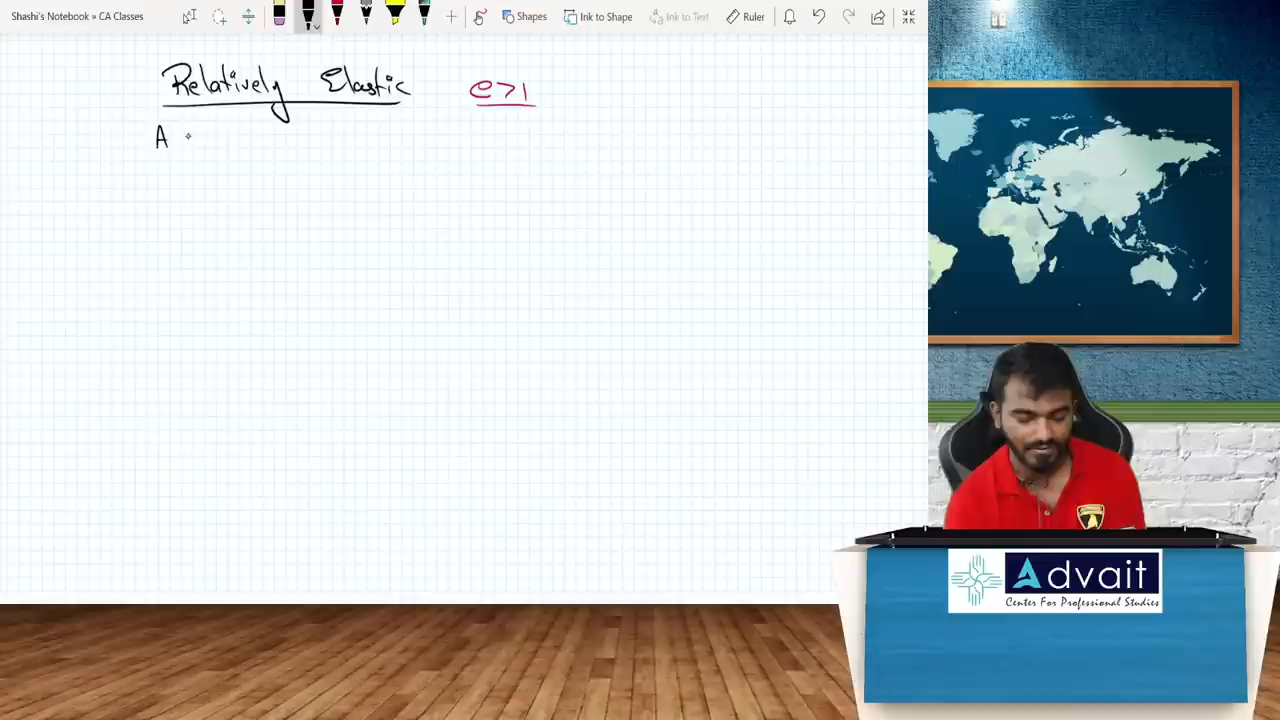 Shashi's Notebook » CA Classes
Shapes
Ink to Shape
Ink to Text
Ruler
Relatively Elastic e>1
A
Advait
Center For Professional Studies